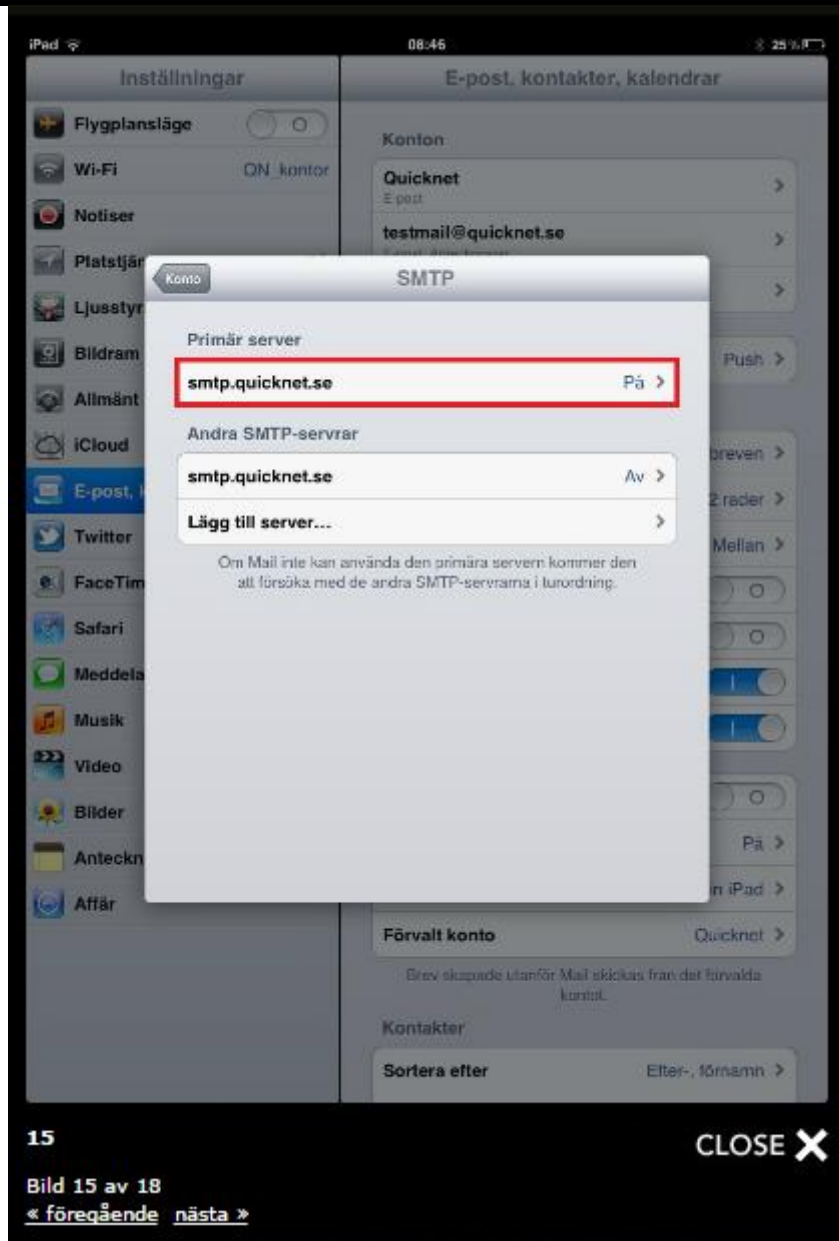 iPad 08:46 25 %
Inställningar E-post, kontakter, kalendrar
Flygplansläge
Konton
Wi-Fi QN_kontor
Quicknet
E-post
Notiser
testmail@quicknet.se
Platstjän
Konto SMTP
Ljusstyr
Primär server
Bildram Push
smtp.quicknet.se På
Allmänt
Andra SMTP-servrar
iCloud breven
smtp.quicknet.se Av
E-post, k 2 rader
Lägg till server...
Twitter Mellan
Om Mail inte kan använda den primära servern kommer den
att försöka med de andra SMTP-servrarna i turordning.
FaceTim
Safari
Meddela
Musik
Video
Bilder
Anteckn På
in iPad
Affär
Förvalt konto Quicknet
Brev skapade utanför Mail skickas från det förvalda
kontot.
Kontakter
Sortera efter Efter-, förnamn
15 CLOSE X
Bild 15 av 18
« föregående nästa »